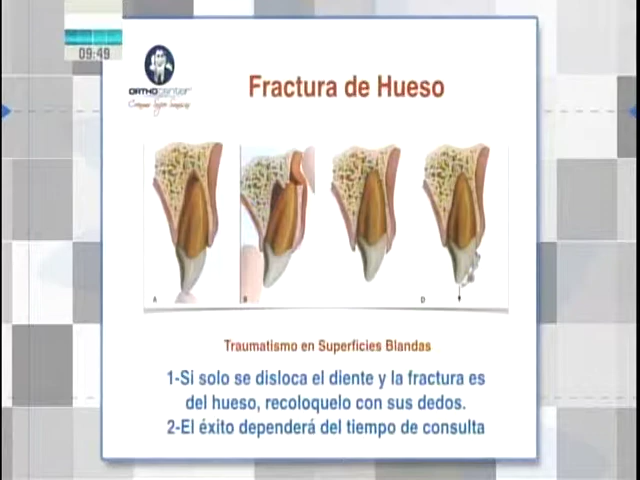 09:49
ORTHOcenter
Fractura de Hueso
A
B
D
Traumatismo en Superficies Blandas
1-Si solo se disloca el diente y la fractura es
del hueso, recoloquelo con sus dedos.
2-El éxito dependerá del tiempo de consulta